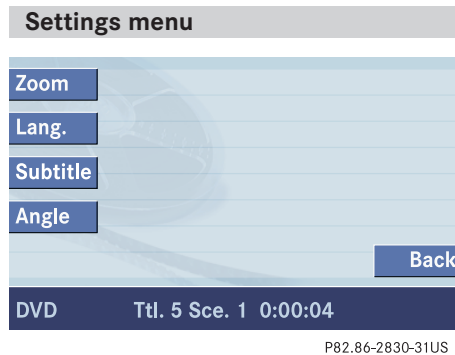 Settings menu
Zoom
Lang.
Subtitle
Angle
Back
DVD Ttl. 5 Sce. 1 0:00:04
P82.86-2830-31US